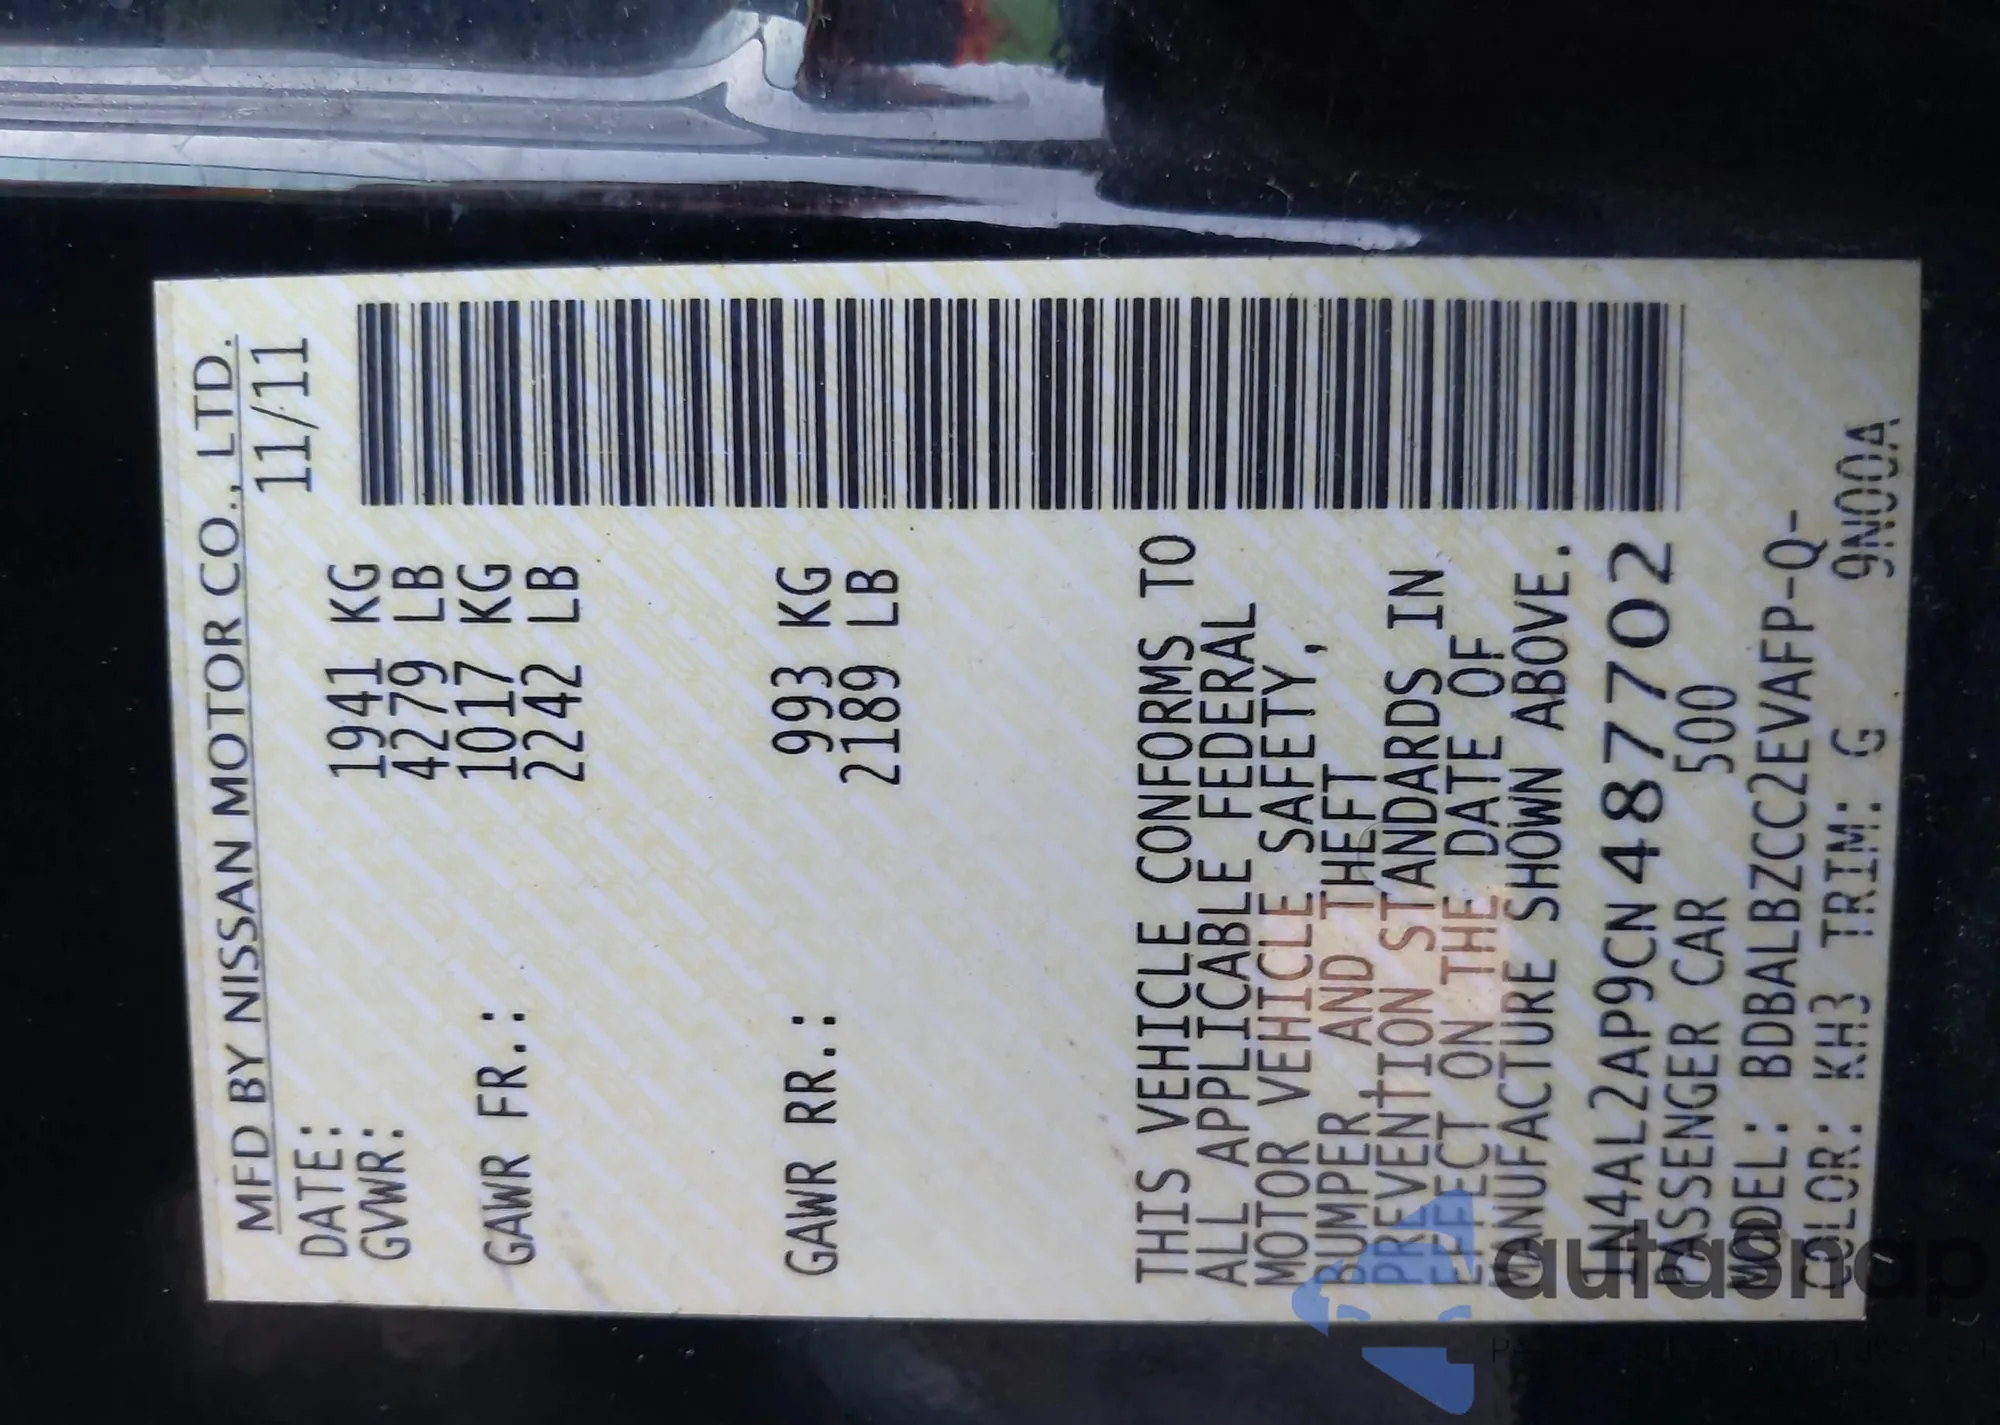 MFD BY NISSAN MOTOR CO., LTD.
DATE: 11/11
GVWR: 1941 KG
4279 LB
GAWR FR.: 1017 KG
2242 LB
GAWR RR.: 993 KG
2189 LB
THIS VEHICLE CONFORMS TO
ALL APPLICABLE FEDERAL
MOTOR VEHICLE SAFETY,
BUMPER, AND THEFT
PREVENTION STANDARDS IN
EFFECT ON THE DATE OF
MANUFACTURE SHOWN ABOVE.
1N4AL2AP9CN487702
PASSENGER CAR 500
MODEL: BDBALBZCC2EVAFP-Q-
COLOR: KH3 TRIM: G 9N00A
autasnap